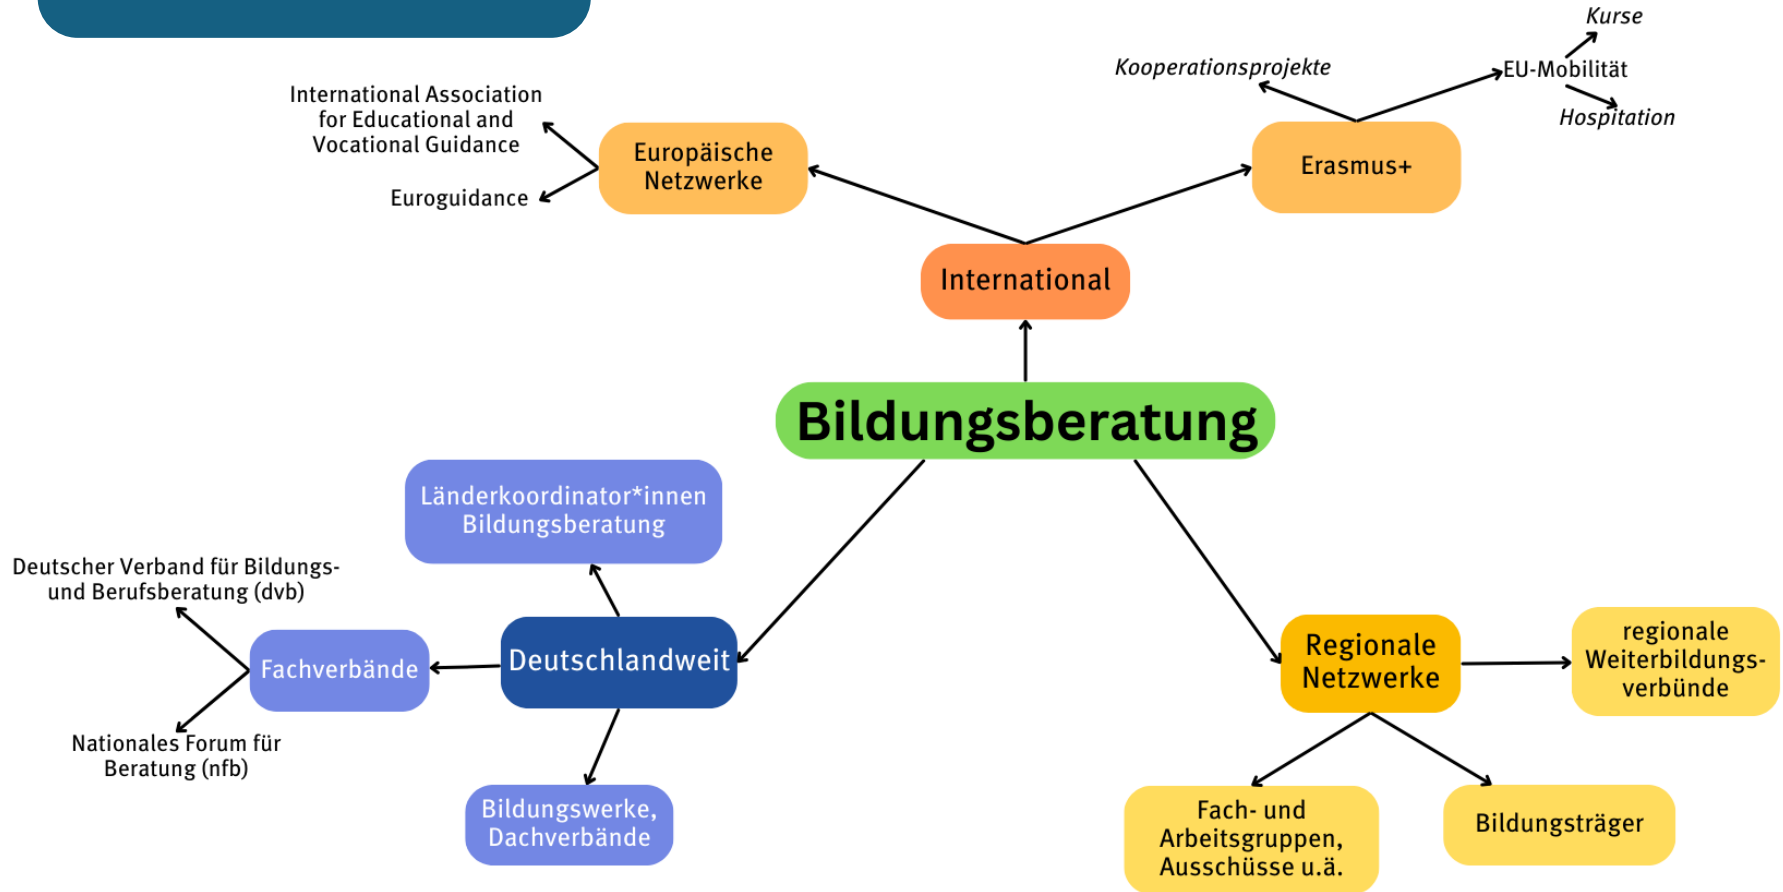 Kurse
Kooperationsprojekte
EU-Mobilität
Hospitation
International Association
for Educational and
Vocational Guidance
Euroguidance
Europäische
Netzwerke
Erasmus+
International
Bildungsberatung
Länderkoordinator*innen
Bildungsberatung
Deutscher Verband für Bildungs-
und Berufsberatung (dvb)
Fachverbände
Deutschlandweit
Nationales Forum für
Beratung (nfb)
Bildungswerke,
Dachverbände
Regionale
Netzwerke
regionale
Weiterbildungs-
verbünde
Fach- und
Arbeitsgruppen,
Ausschüsse u.ä.
Bildungsträger